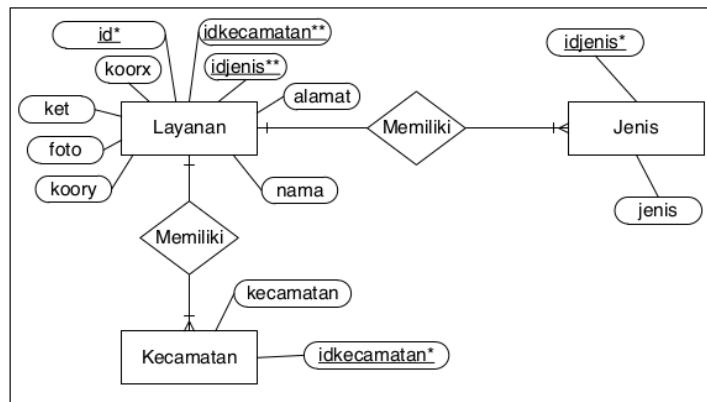 id*
idkecamatan**
idjenis*
koorx
idjenis**
ket
alamat
Layanan
Memiliki
Jenis
foto
koory
nama
jenis
Memiliki
kecamatan
Kecamatan
idkecamatan*